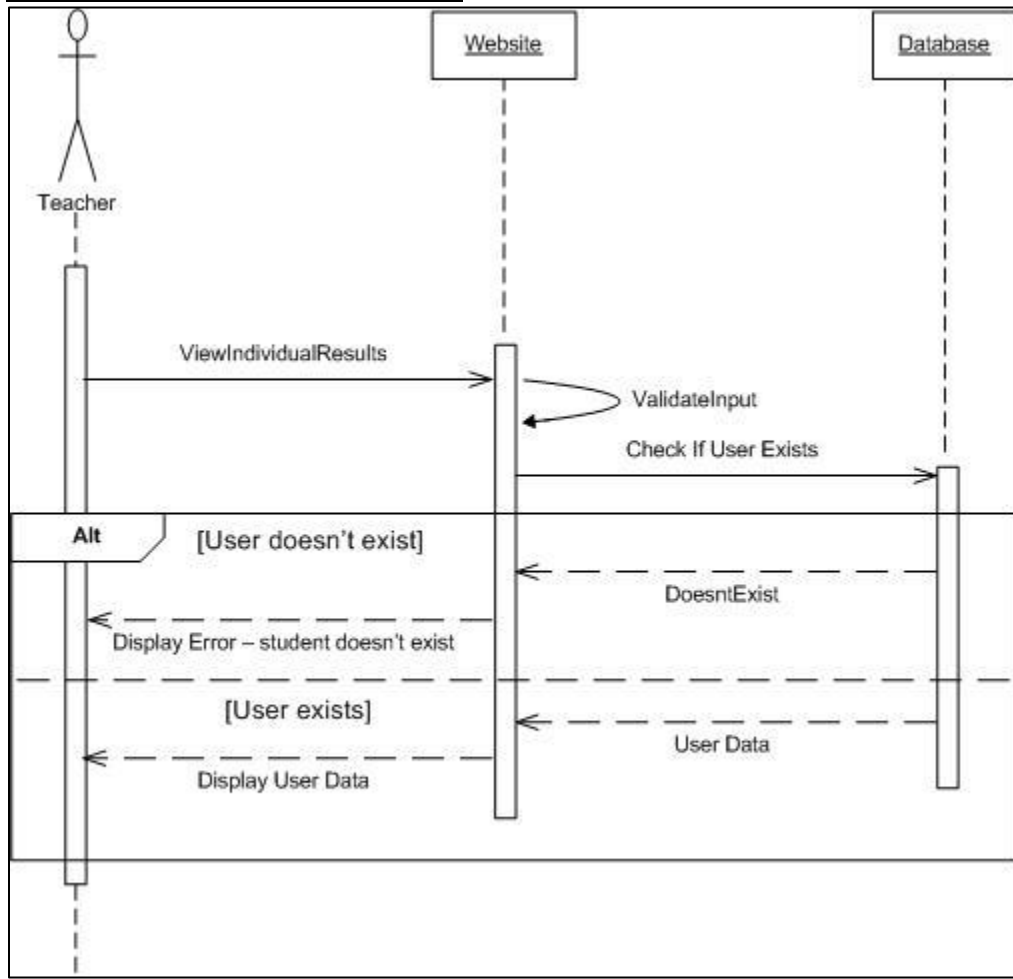 Website
Database
Teacher
ViewIndividualResults
ValidateInput
Check If User Exists
Alt
[User doesn't exist]
DoesntExist
Display Error – student doesn't exist
[User exists]
User Data
Display User Data